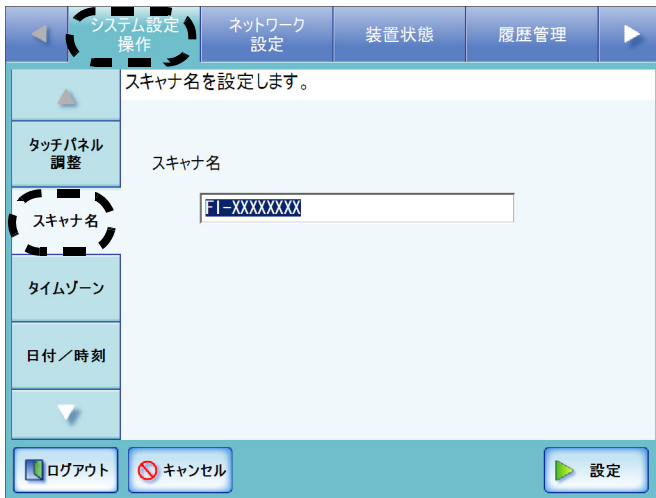 システム設定
操作
ネットワーク
設定
装置状態
履歴管理
スキャナ名を設定します。
タッチパネル
調整
スキャナ名
タイムゾーン
日付／時刻
スキャナ名
FI-XXXXXXXX
ログアウト
キャンセル
設定